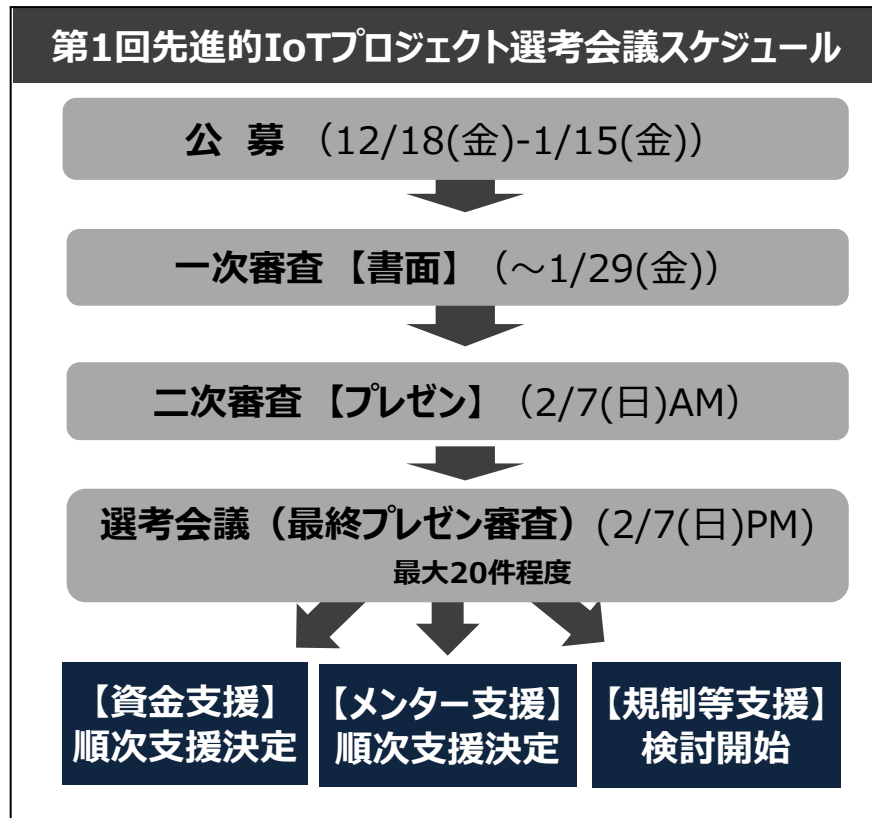 第1回先進的IoTプロジェクト選考会議スケジュール
公 募 （12/18(金)-1/15(金)）
一次審査 【書面】（～1/29(金)）
二次審査 【プレゼン】（2/7(日)AM）
選考会議（最終プレゼン審査）(2/7(日)PM)
最大20件程度
【資金支援】
順次支援決定
【メンター支援】
順次支援決定
【規制等支援】
検討開始